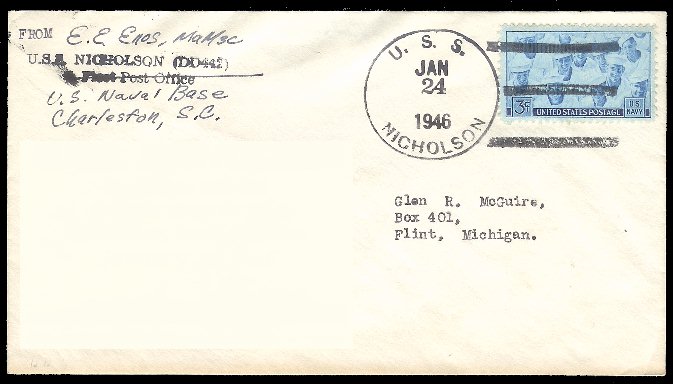 FROM E.E. Enos, MaMsc
U.S.S. NICHOLSON (DD442)
Fleet Post Office
U.S. Naval Base
Charleston, S.C.
U. S. S.
JAN
24
1946
NICHOLSON
3¢ UNITED STATES POSTAGE U S NAVY
Glen R. McGuire,
Box 401,
Flint, Michigan.